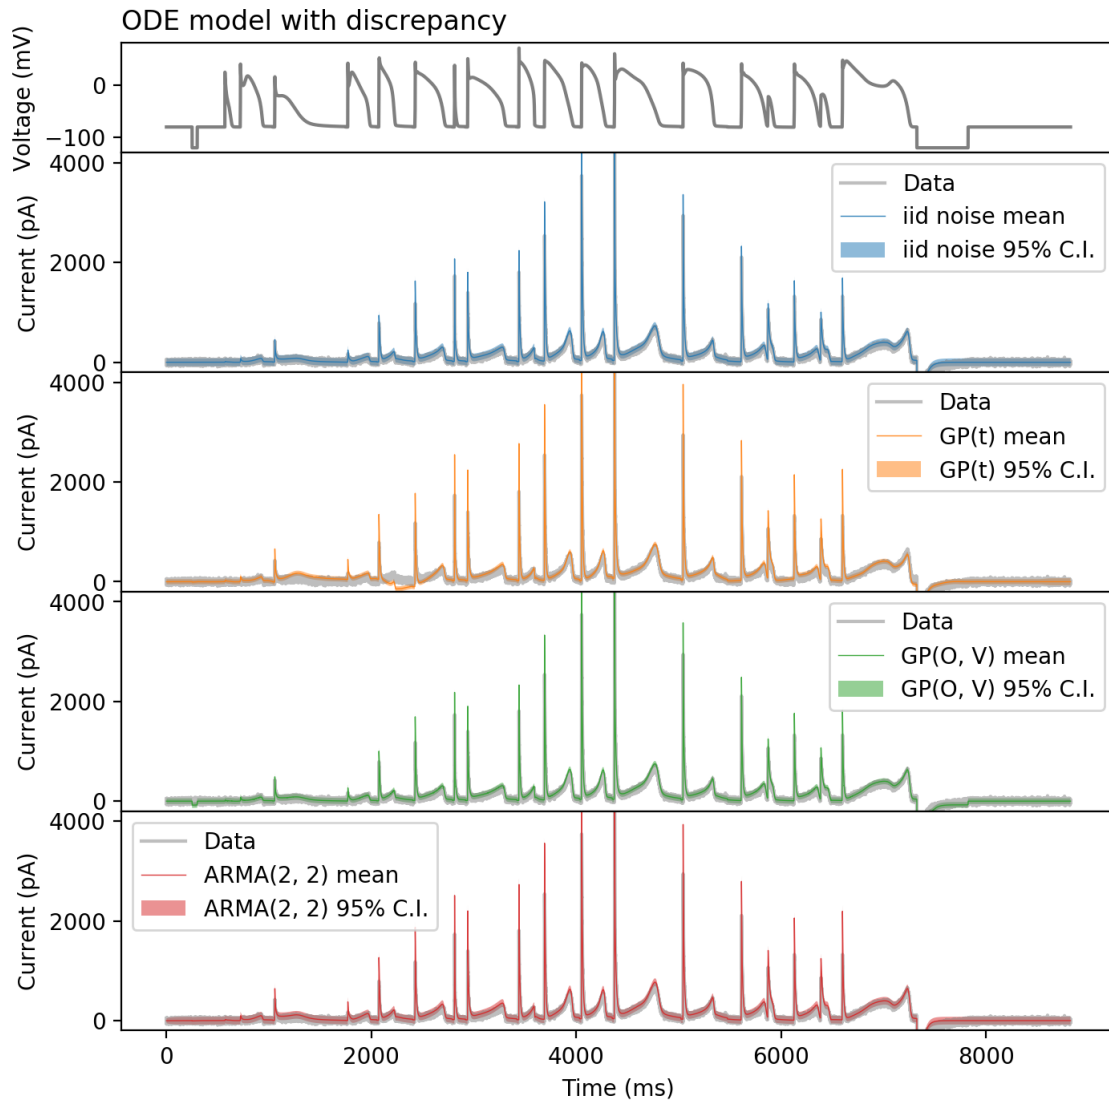 ODE model with discrepancy
Voltage (mV)
0
−100
Current (pA)
4000
2000
0
Data
iid noise mean
iid noise 95% C.I.
Current (pA)
4000
2000
0
Data
GP(t) mean
GP(t) 95% C.I.
Current (pA)
4000
2000
0
Data
GP(O, V) mean
GP(O, V) 95% C.I.
Current (pA)
4000
2000
0
Data
ARMA(2, 2) mean
ARMA(2, 2) 95% C.I.
0 2000 4000 6000 8000
Time (ms)